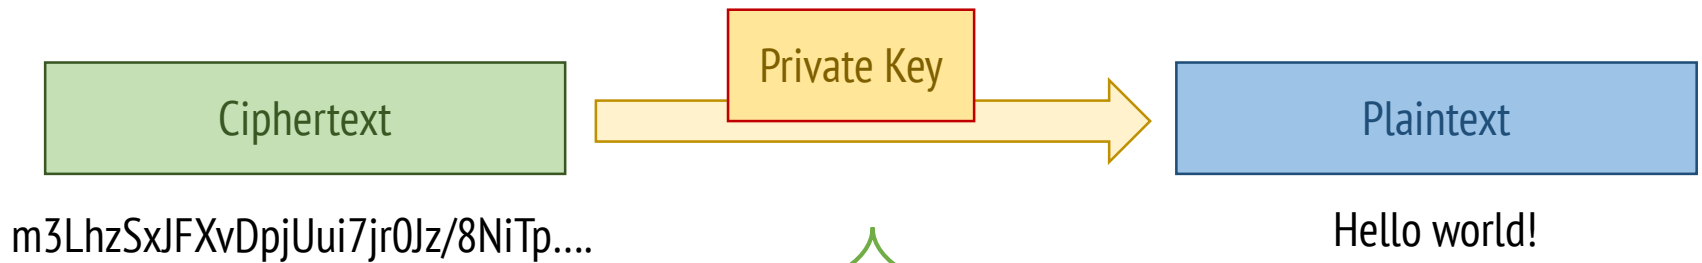 Private Key
Ciphertext
Plaintext
m3LhzSxJFXvDpjUui7jr0Jz/8NiTp....
Hello world!